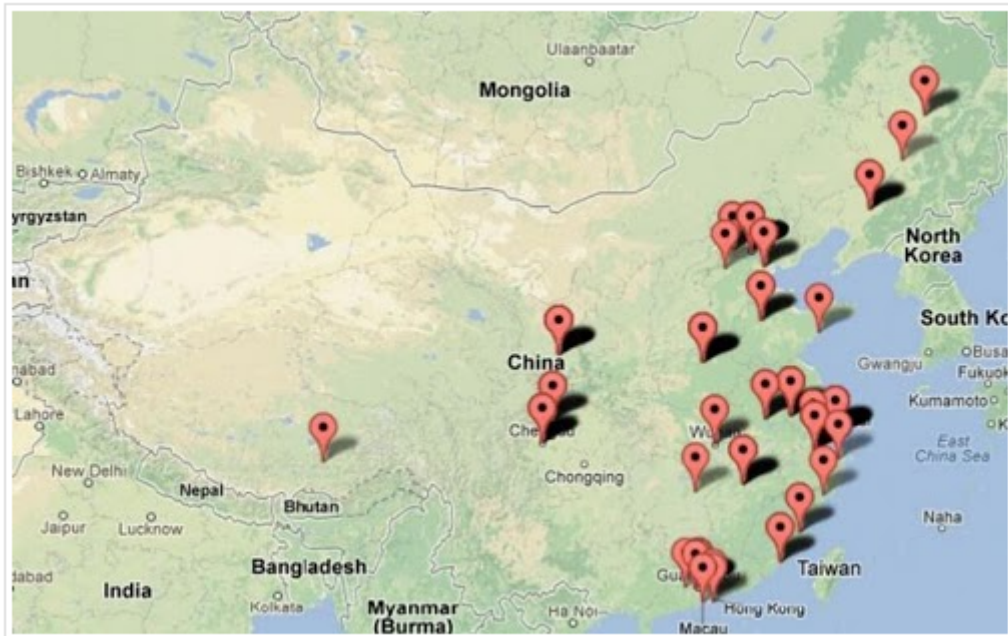 Ulaanbaatar
Mongolia
Bishkek
Almaty
yrgyzstan
North
Korea
an
South Ko
China
Gwangju
Busa
Fukuok
abad
Kumamoto
Lahore
East
China Sea
Chongqing
New Delhi
Nepal
Bhutan
Jaipur
Lucknow
Naha
Taiwan
Bangladesh
dabad
India
Kolkata
Myanmar
(Burma)
Ha Noi
Hong Kong
Macau